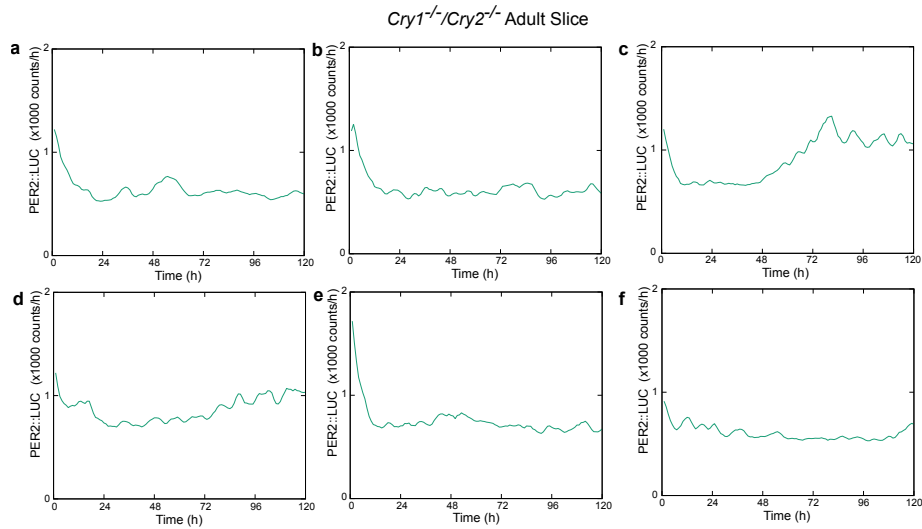 Cry1-/-/Cry2-/- Adult Slice
a
2
1
0
PER2::LUC (x1000 counts/h)
0 24 48 72 96 120
Time (h)
b
2
1
0
PER2::LUC (x1000 counts/h)
0 24 48 72 96 120
Time (h)
c
2
1
0
PER2::LUC (x1000 counts/h)
0 24 48 72 96 120
Time (h)
d
2
1
0
PER2::LUC (x1000 counts/h)
0 24 48 72 96 120
Time (h)
e
2
1
0
PER2::LUC (x1000 counts/h)
0 24 48 72 96 120
Time (h)
f
2
1
0
PER2::LUC (x1000 counts/h)
0 24 48 72 96 120
Time (h)